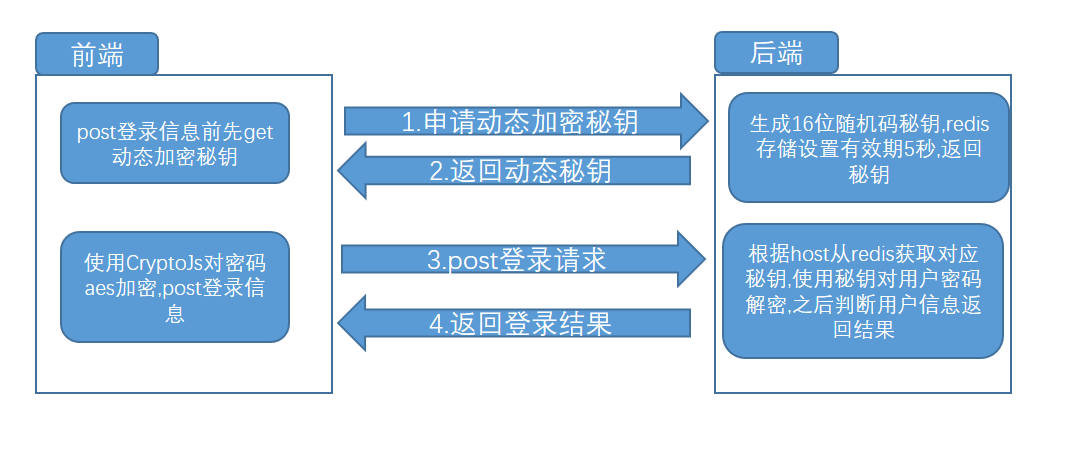 前端
后端
post登录信息前先get
动态加密秘钥
1.申请动态加密秘钥
生成16位随机码秘钥,redis
存储设置有效期5秒,返回
秘钥
2.返回动态秘钥
使用CryptoJs对密码
aes加密,post登录信
息
3.post登录请求
根据host从redis获取对应
秘钥,使用秘钥对用户密码
解密,之后判断用户信息返
回结果
4.返回登录结果